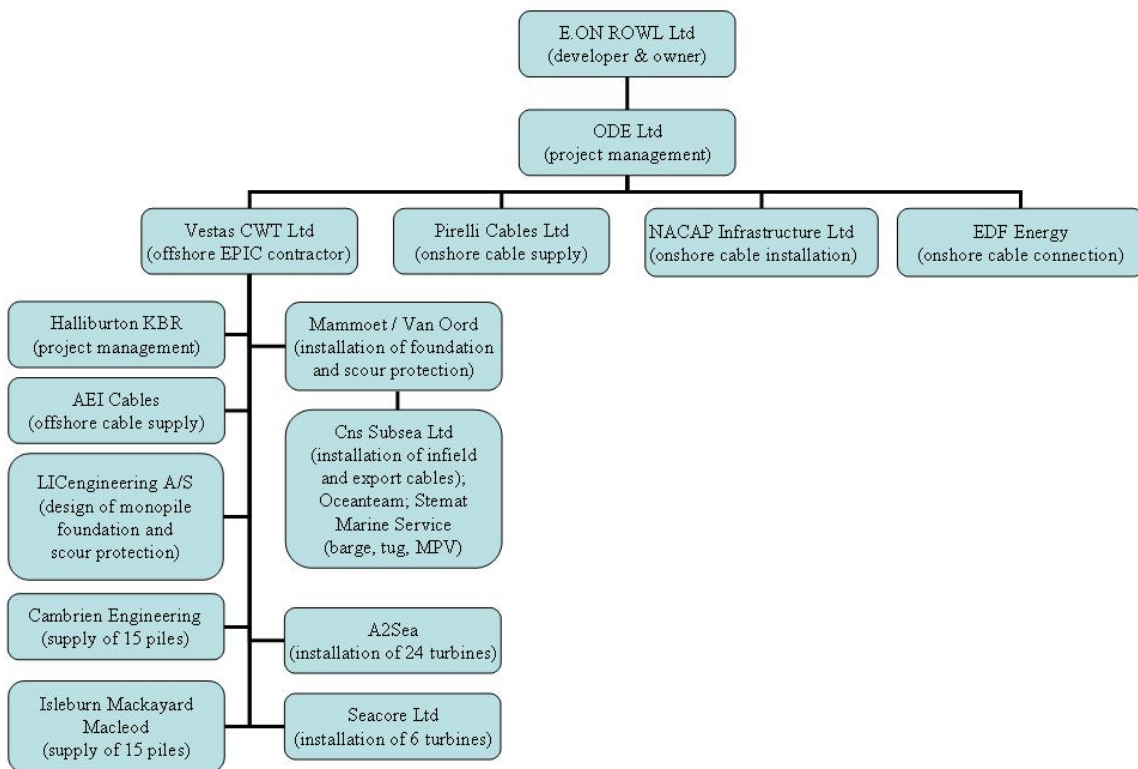 E.ON ROWL Ltd
(developer & owner)
ODE Ltd
(project management)
Vestas CWT Ltd
(offshore EPIC contractor)
Pirelli Cables Ltd
(onshore cable supply)
NACAP Infrastructure Ltd
(onshore cable installation)
EDF Energy
(onshore cable connection)
Halliburton KBR
(project management)
Mammoet / Van Oord
(installation of foundation
and scour protection)
AEI Cables
(offshore cable supply)
Cns Subsea Ltd
(installation of infield
and export cables);
Oceanteam; Stemat
Marine Service
(barge, tug, MPV)
LICengineering A/S
(design of monopile
foundation and
scour protection)
Cambrien Engineering
(supply of 15 piles)
A2Sea
(installation of 24 turbines)
Isleburn Mackayard
Macleod
(supply of 15 piles)
Seacore Ltd
(installation of 6 turbines)